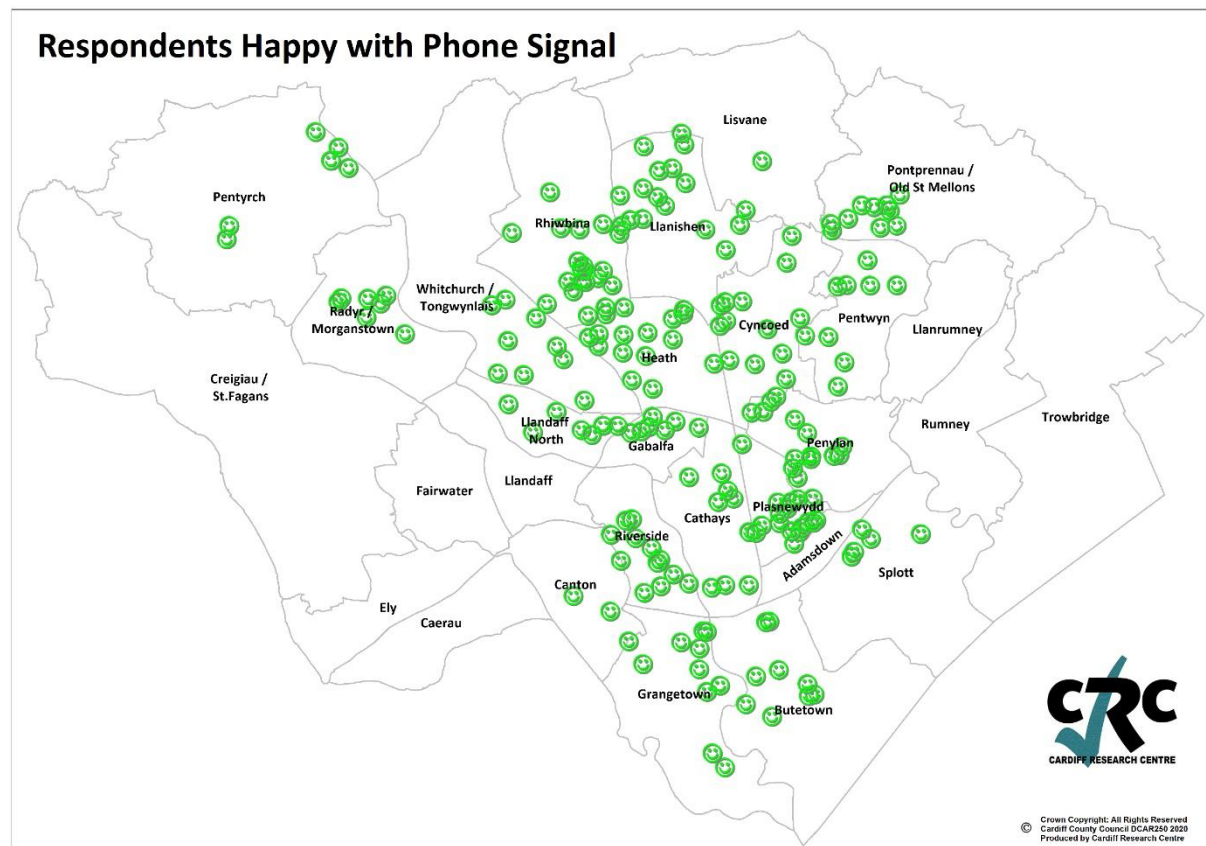 Respondents Happy with Phone Signal
Lisvane
Pontprennau /
Old St Mellons
Pentyrch
Rhiwbina
Llanishen
Whitchurch /
Tongwynlais
Radyr /
Morganstown
Cyncoed
Pentwyn
Llanrumney
Heath
Creigiau /
St.Fagans
Trowbridge
Rumney
Llandaff
North
Gabalfa
Penylan
Llandaff
Fairwater
Cathays
Plasnewydd
Riverside
Adamsdown
Splott
Canton
Ely
Caerau
Grangetown
Butetown
CRC
CARDIFF RESEARCH CENTRE
© Crown Copyright: All Rights Reserved
Cardiff County Council DCAR250 2020
Produced by Cardiff Research Centre